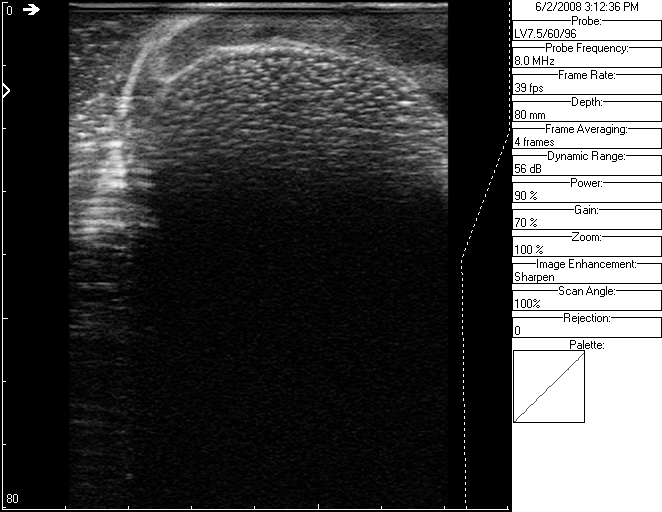 0
6/2/2008 3:12:36 PM
Probe:
LV7.5/60/96
Probe Frequency:
8.0 MHz
Frame Rate:
39 fps
Depth:
80 mm
Frame Averaging:
4 frames
Dynamic Range:
56 dB
Power:
90 %
Gain:
70 %
Zoom:
100 %
Image Enhancement:
Sharpen
Scan Angle:
100%
Rejection:
0
Palette:
80